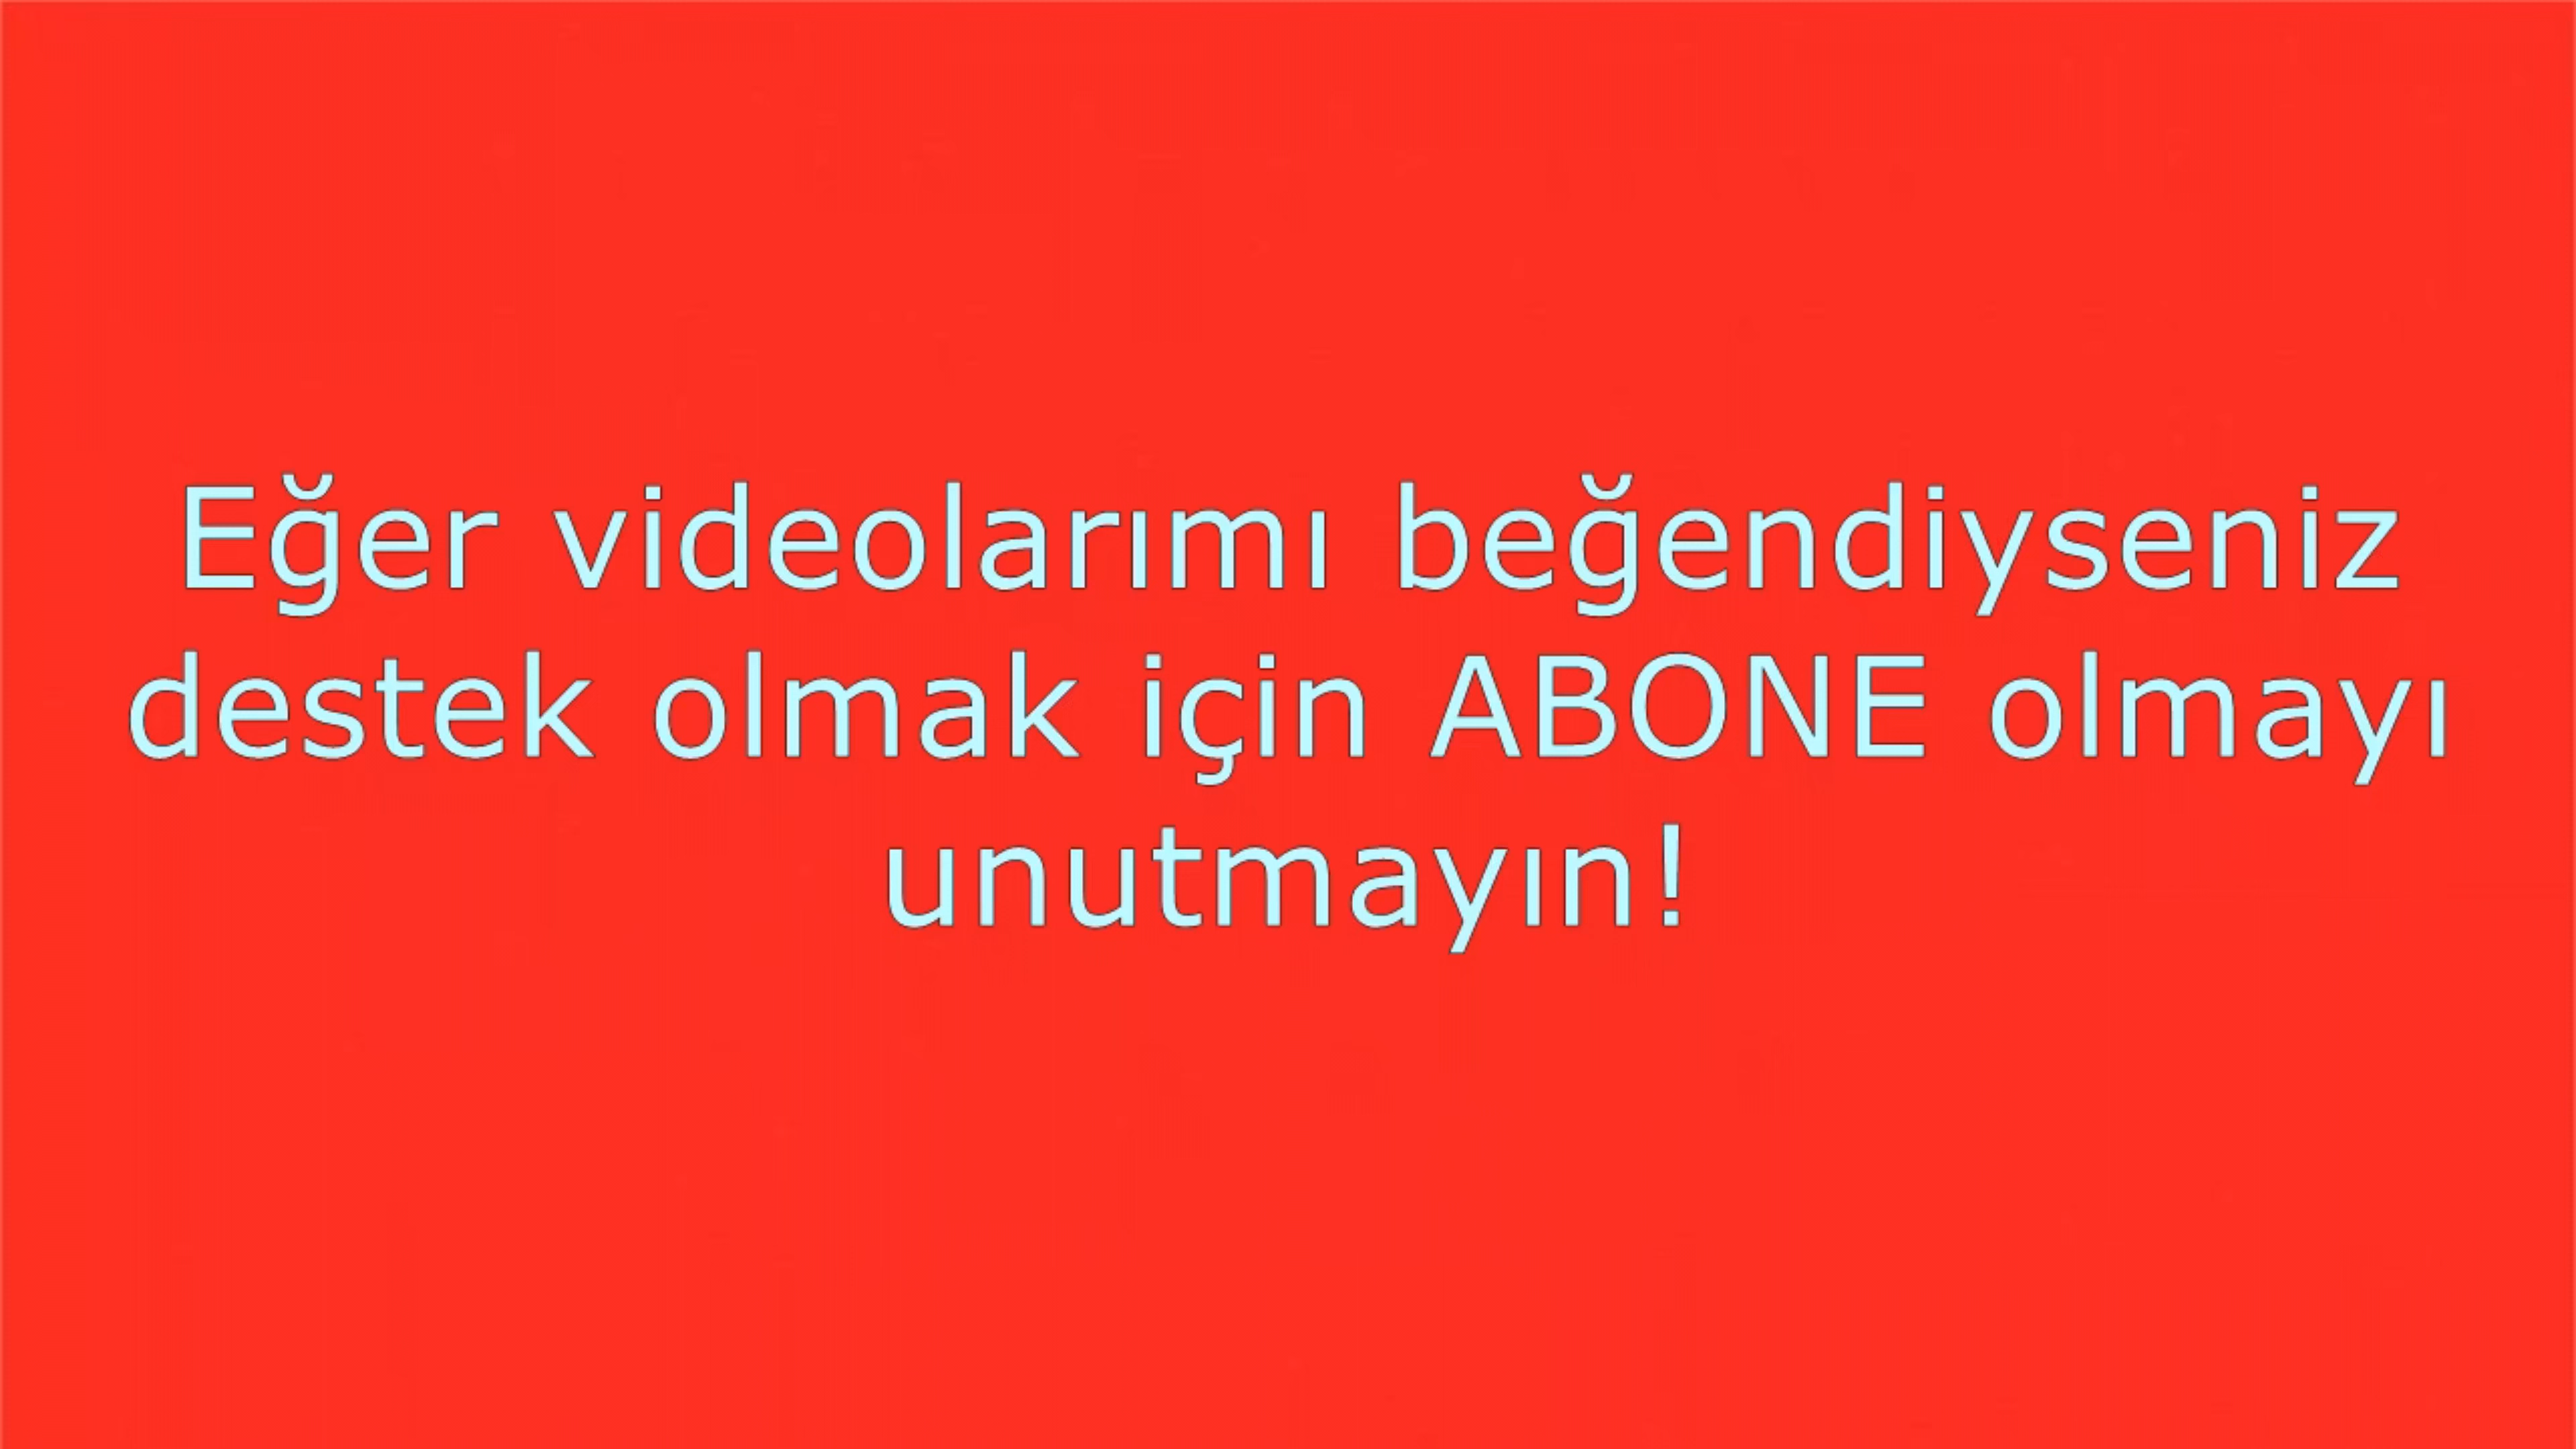 Eğer videolarımı beğendiyseniz
destek olmak için ABONE olmayı
unutmayın!